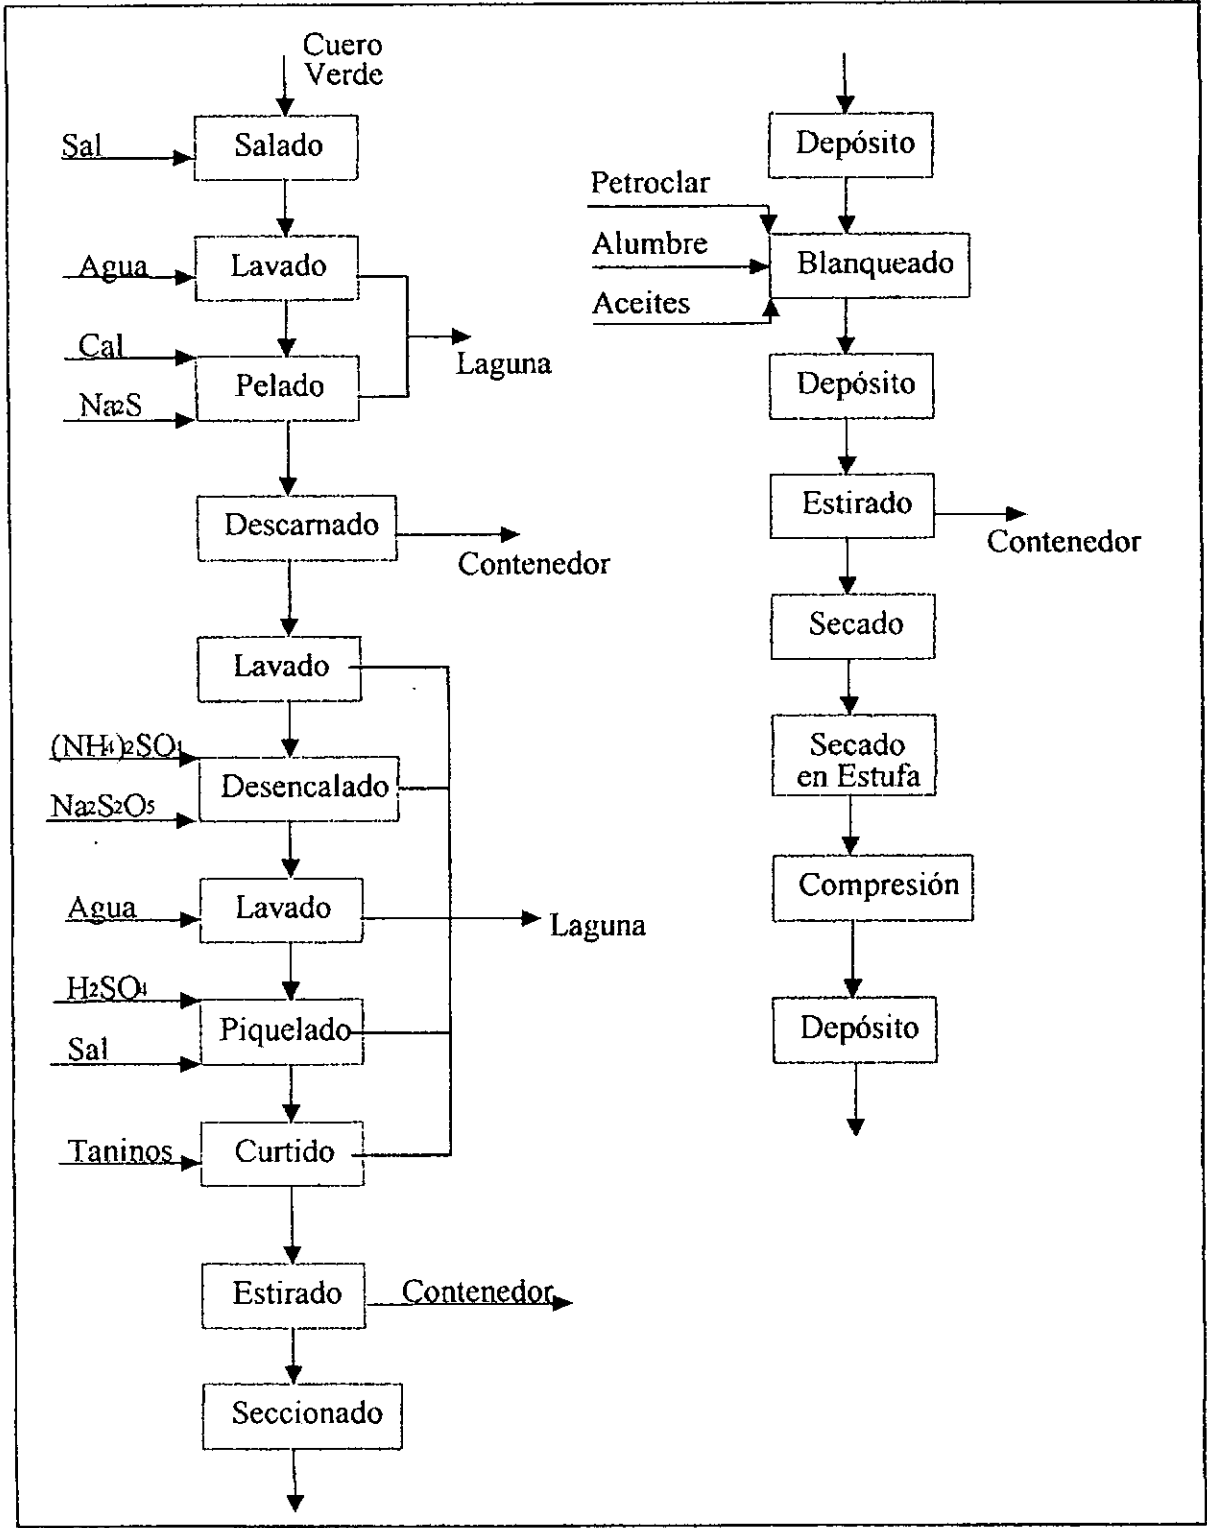 Cuero
Verde
Sal
Salado
Agua
Lavado
Cal
Na2S
Pelado
Laguna
Descarnado
Contenedor
Lavado
(NH4)2SO4
Na2S2O5
Desencalado
Agua
Lavado
Laguna
H2SO4
Sal
Piquelado
Taninos
Curtido
Estirado
Contenedor
Seccionado
Depósito
Petroclar
Alumbre
Aceites
Blanqueado
Depósito
Estirado
Contenedor
Secado
Secado
en Estufa
Compresión
Depósito